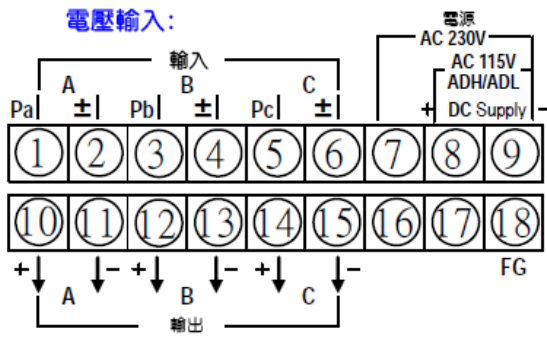 電壓輸入:
電源
AC 230V
輸入
AC 115V
A B C
ADH/ADL
Pa ± Pb ± Pc ± + DC Supply -
1 2 3 4 5 6 7 8 9
10 11 12 13 14 15 16 17 18
+ - + - + - FG
A B C
輸出